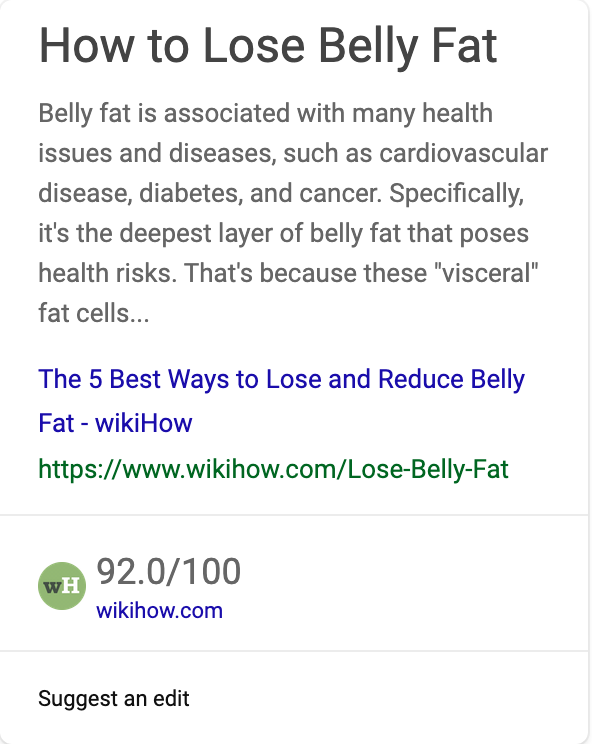 How to Lose Belly Fat
Belly fat is associated with many health
issues and diseases, such as cardiovascular
disease, diabetes, and cancer. Specifically,
it's the deepest layer of belly fat that poses
health risks. That's because these "visceral"
fat cells...
The 5 Best Ways to Lose and Reduce Belly
Fat - wikiHow
https://www.wikihow.com/Lose-Belly-Fat
wH
92.0/100
wikihow.com
Suggest an edit